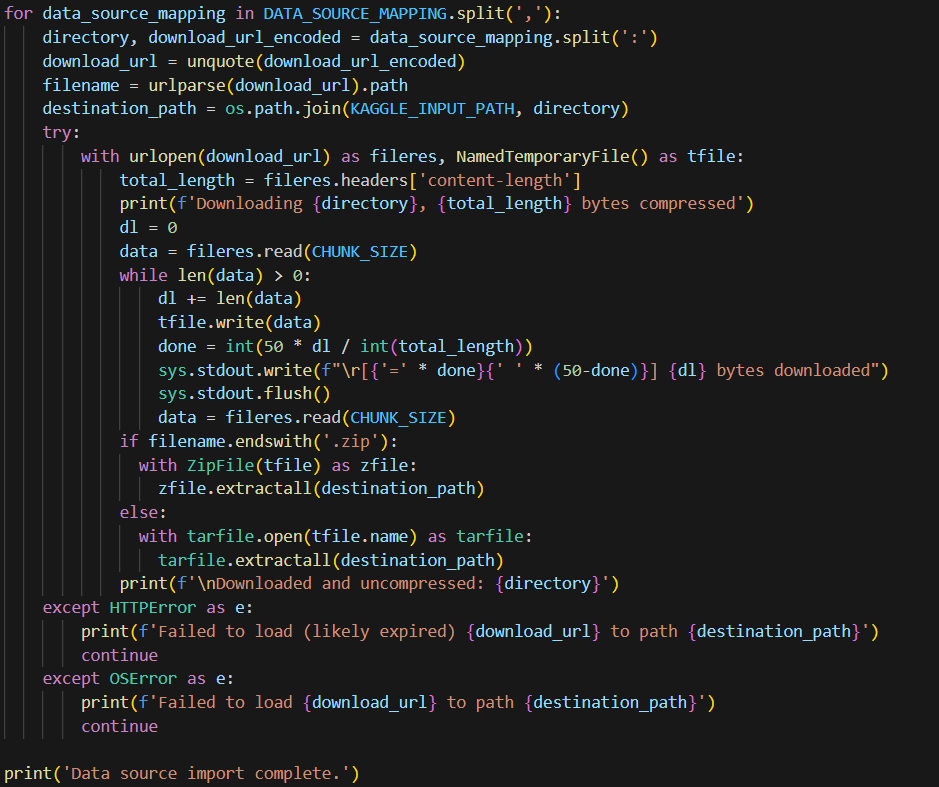 for data_source_mapping in DATA_SOURCE_MAPPING.split(','):
    directory, download_url_encoded = data_source_mapping.split(':')
    download_url = unquote(download_url_encoded)
    filename = urlparse(download_url).path
    destination_path = os.path.join(KAGGLE_INPUT_PATH, directory)
    try:
        with urlopen(download_url) as fileres, NamedTemporaryFile() as tfile:
            total_length = fileres.headers['content-length']
            print(f'Downloading {directory}, {total_length} bytes compressed')
            dl = 0
            data = fileres.read(CHUNK_SIZE)
            while len(data) > 0:
                dl += len(data)
                tfile.write(data)
                done = int(50 * dl / int(total_length))
                sys.stdout.write(f"\r[{'=' * done}{' ' * (50-done)}] {dl} bytes downloaded")
                sys.stdout.flush()
                data = fileres.read(CHUNK_SIZE)
            if filename.endswith('.zip'):
              with ZipFile(tfile) as zfile:
                zfile.extractall(destination_path)
            else:
              with tarfile.open(tfile.name) as tarfile:
                tarfile.extractall(destination_path)
            print(f'\nDownloaded and uncompressed: {directory}')
    except HTTPError as e:
        print(f'Failed to load (likely expired) {download_url} to path {destination_path}')
        continue
    except OSError as e:
        print(f'Failed to load {download_url} to path {destination_path}')
        continue

print('Data source import complete.')